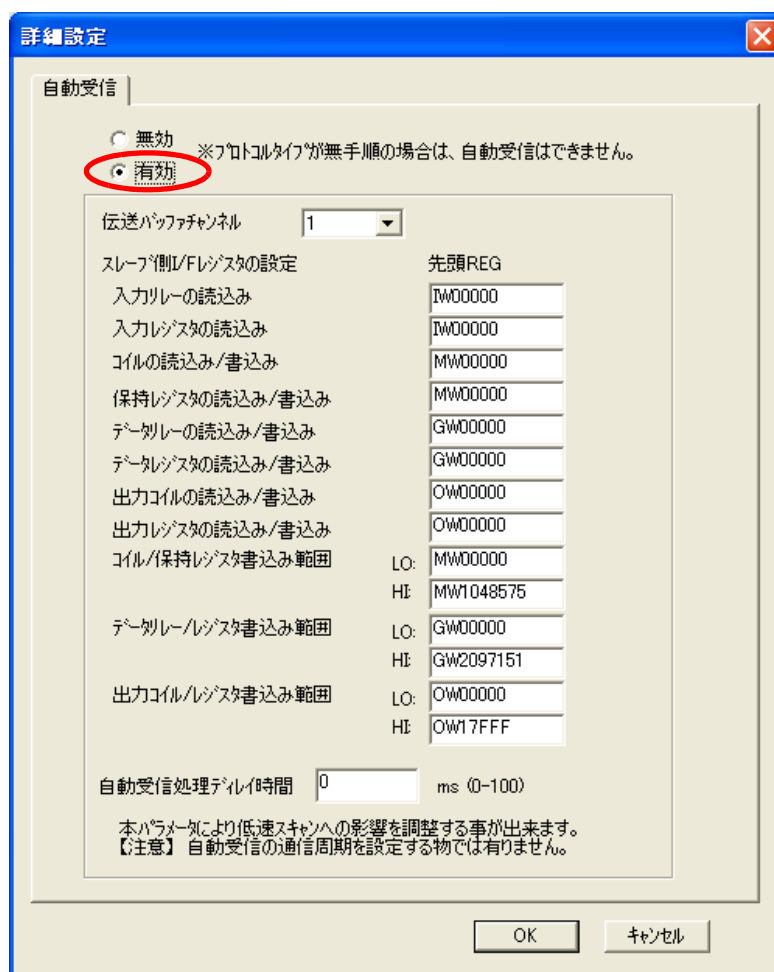 詳細設定
自動受信
無効
※プロトコルタイプが無手順の場合は、自動受信はできません。
有効
伝送バッファチャンネル 1
スレーブ側I/Fレジスタの設定 先頭REG
入力リレーの読込み IW00000
入力レジスタの読込み IW00000
コイルの読込み/書込み MW00000
保持レジスタの読込み/書込み MW00000
データリレーの読込み/書込み GW00000
データレジスタの読込み/書込み GW00000
出力コイルの読込み/書込み OW00000
出力レジスタの読込み/書込み OW00000
コイル/保持レジスタ書込み範囲 LO: MW00000
HI: MW1048575
データリレー/レジスタ書込み範囲 LO: GW00000
HI: GW2097151
出力コイル/レジスタ書込み範囲 LO: OW00000
HI: OW17FFF
自動受信処理ディレイ時間 0 ms (0-100)
本パラメータにより低速スキャンへの影響を調整する事が出来ます。
【注意】 自動受信の通信周期を設定する物では有りません。
OK キャンセル